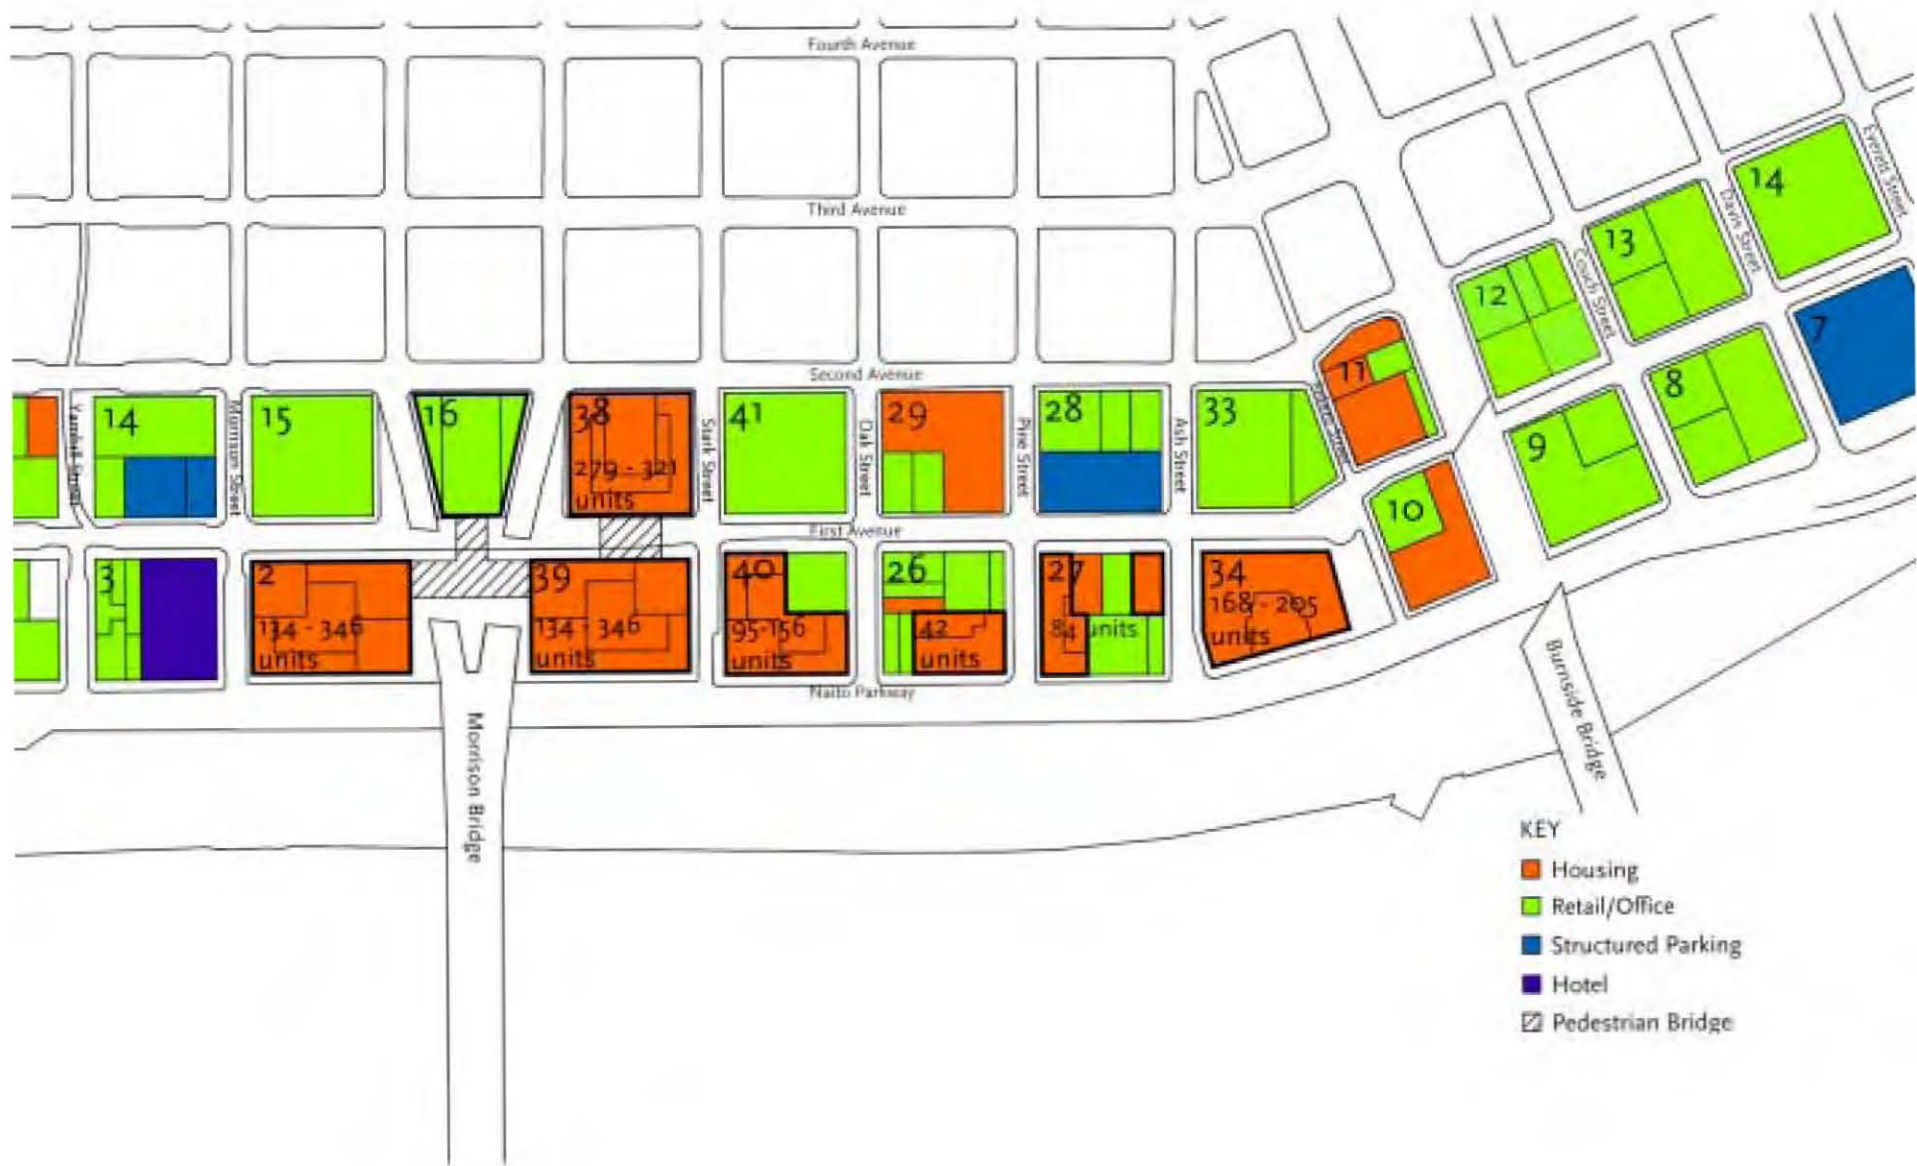 Fourth Avenue
Third Avenue
Second Avenue
First Avenue
Naito Parkway
Everett Street
Davis Street
Couch Street
Yamhill Street
Morrison Street
Stark Street
Oak Street
Pine Street
Ash Street
14
13
12
7
8
9
11
10
14
15
16
38
279 - 321
units
41
29
28
33
3
2
134 - 346
units
39
134 - 346
units
40
95-156
units
26
42
units
27
84 units
34
168 - 205
units
Morrison Bridge
Burnside Bridge
KEY
Housing
Retail/Office
Structured Parking
Hotel
Pedestrian Bridge